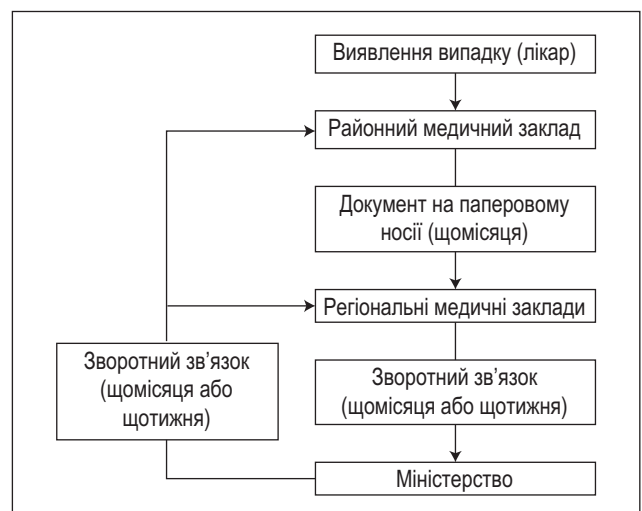 Виявлення випадку (лікар)
Районний медичний заклад
Документ на паперовому
носії (щомісяця)
Регіональні медичні заклади
Зворотний зв'язок
(щомісяця або
щотижня)
Зворотний зв'язок
(щомісяця або щотижня)
Міністерство